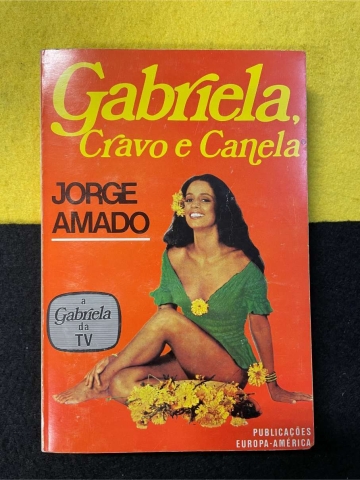 Gabriela,
Cravo e Canela
JORGE
AMADO
a
Gabriela
da
TV
PUBLICAÇÕES
EUROPA-AMÉRICA